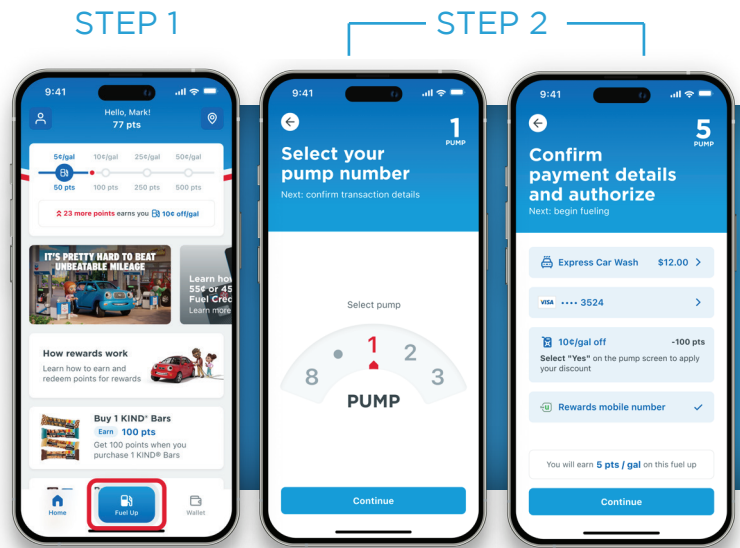 STEP 1
STEP 2
9:41
Hello, Mark!
77 pts
5¢/gal 10¢/gal 25¢/gal 50¢/gal
50 pts 100 pts 250 pts 500 pts
23 more points earns you 10¢ off/gal
IT'S PRETTY HARD TO BEAT
UNBEATABLE MILEAGE
Learn how
55¢ or 45
Fuel Cred
Learn more
How rewards work
Learn how to earn and
redeem points for rewards
Buy 1 KIND® Bars
Earn 100 pts
Get 100 points when you
purchase 1 KIND® Bars
Home
Fuel Up
Wallet
9:41
1
PUMP
Select your
pump number
Next: confirm transaction details
Select pump
8 1 2 3
PUMP
Continue
9:41
5
PUMP
Confirm
payment details
and authorize
Next: begin fueling
Express Car Wash $12.00 >
VISA •••• 3524 >
10¢/gal off -100 pts
Select "Yes" on the pump screen to apply
your discount
Rewards mobile number
You will earn 5 pts / gal on this fuel up
Continue